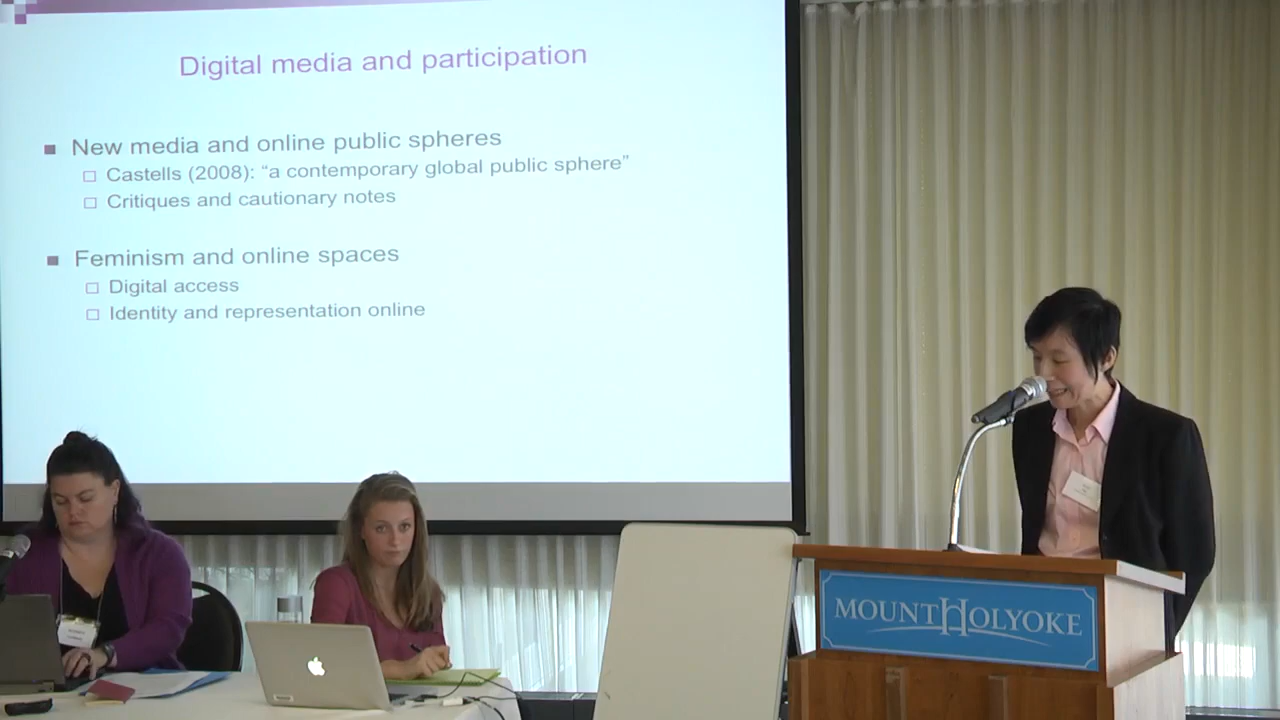 Digital media and participation
New media and online public spheres
Castells (2008): “a contemporary global public sphere”
Critiques and cautionary notes
Feminism and online spaces
Digital access
Identity and representation online
MOUNT HOLYOKE